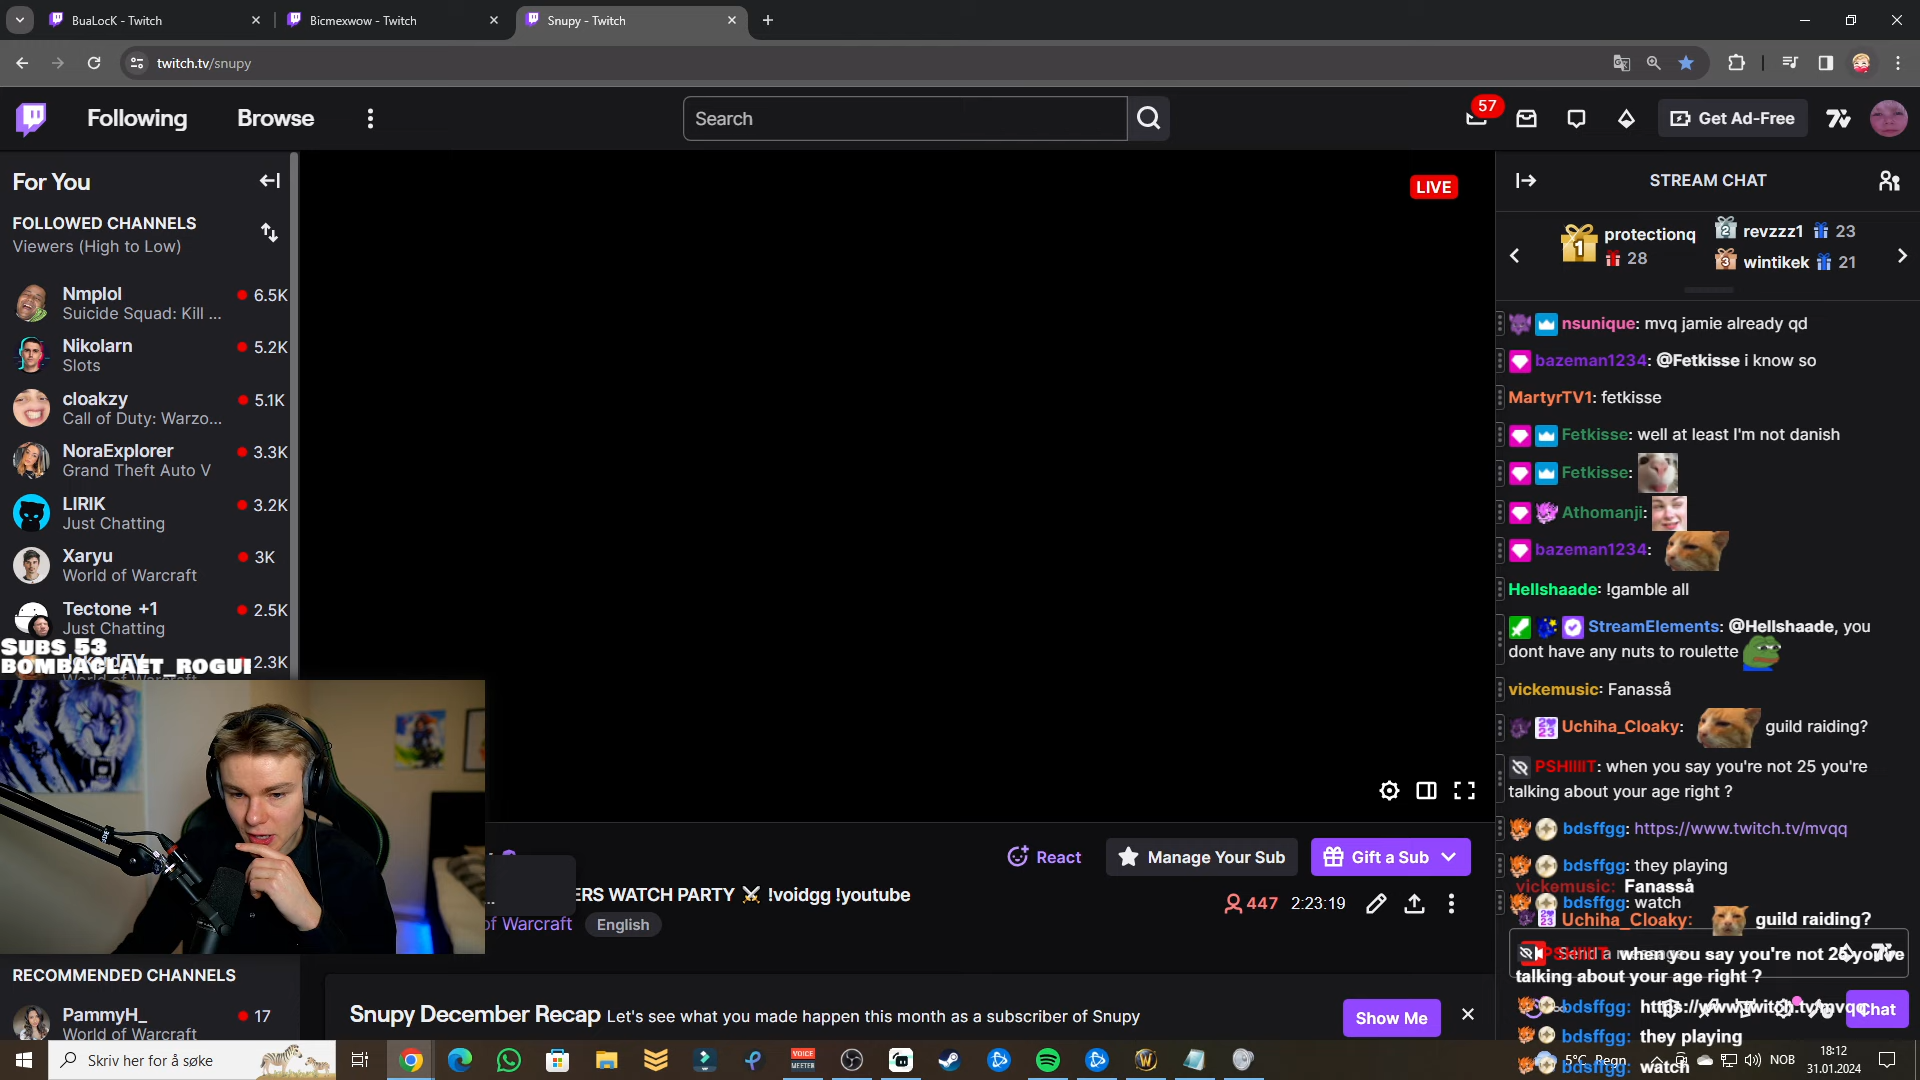 BuaLocK - Twitch
Bicmexwow - Twitch
Snupy - Twitch
twitch.tv/snupy
Following
Browse
Search
57
Get Ad-Free
For You
FOLLOWED CHANNELS
Viewers (High to Low)
Nmplol
6.5K
Suicide Squad: Kill ...
Nikolarn
5.2K
Slots
cloakzy
5.1K
Call of Duty: Warzo...
NoraExplorer
3.3K
Grand Theft Auto V
LIRIK
3.2K
Just Chatting
Xaryu
3K
World of Warcraft
Tectone +1
2.5K
Just Chatting
SUBS 53
BOMBACLAET_ROGUE
2.3K
RECOMMENDED CHANNELS
PammyH_
17
World of Warcraft
LIVE
React
Manage Your Sub
Gift a Sub
ERS WATCH PARTY ⚔ !voidgg !youtube
447
2:23:19
of Warcraft
English
Snupy December Recap Let's see what you made happen this month as a subscriber of Snupy
Show Me
STREAM CHAT
1
protectionq
28
2
revzzz1
23
3
wintikek
21
nsunique: mvq jamie already qd
bazeman1234: @Fetkisse i know so
MartyrTV1: fetkisse
Fetkisse: well at least I'm not danish
Fetkisse:
Athomanji:
bazeman1234:
Hellshaade: !gamble all
StreamElements: @Hellshaade, you
dont have any nuts to roulette
vickemusic: Fanasså
Uchiha_Cloaky: guild raiding?
PSHIIIIT: when you say you're not 25 you're
talking about your age right ?
bdsffgg: https://www.twitch.tv/mvqq
bdsffgg: they playing
vickemusic: Fanasså
bdsffgg: watch
Uchiha_Cloaky: guild raiding?
Send a message
PSHIIIIT: when you say you're not 25 you're
talking about your age right ?
bdsffgg: https://www.twitch.tv/mvqq
Chat
bdsffgg: they playing
bdsffgg: watch
Skriv her for å søke
VOICE
MEETER
5°C Regn
NOB
18:12
31.01.2024